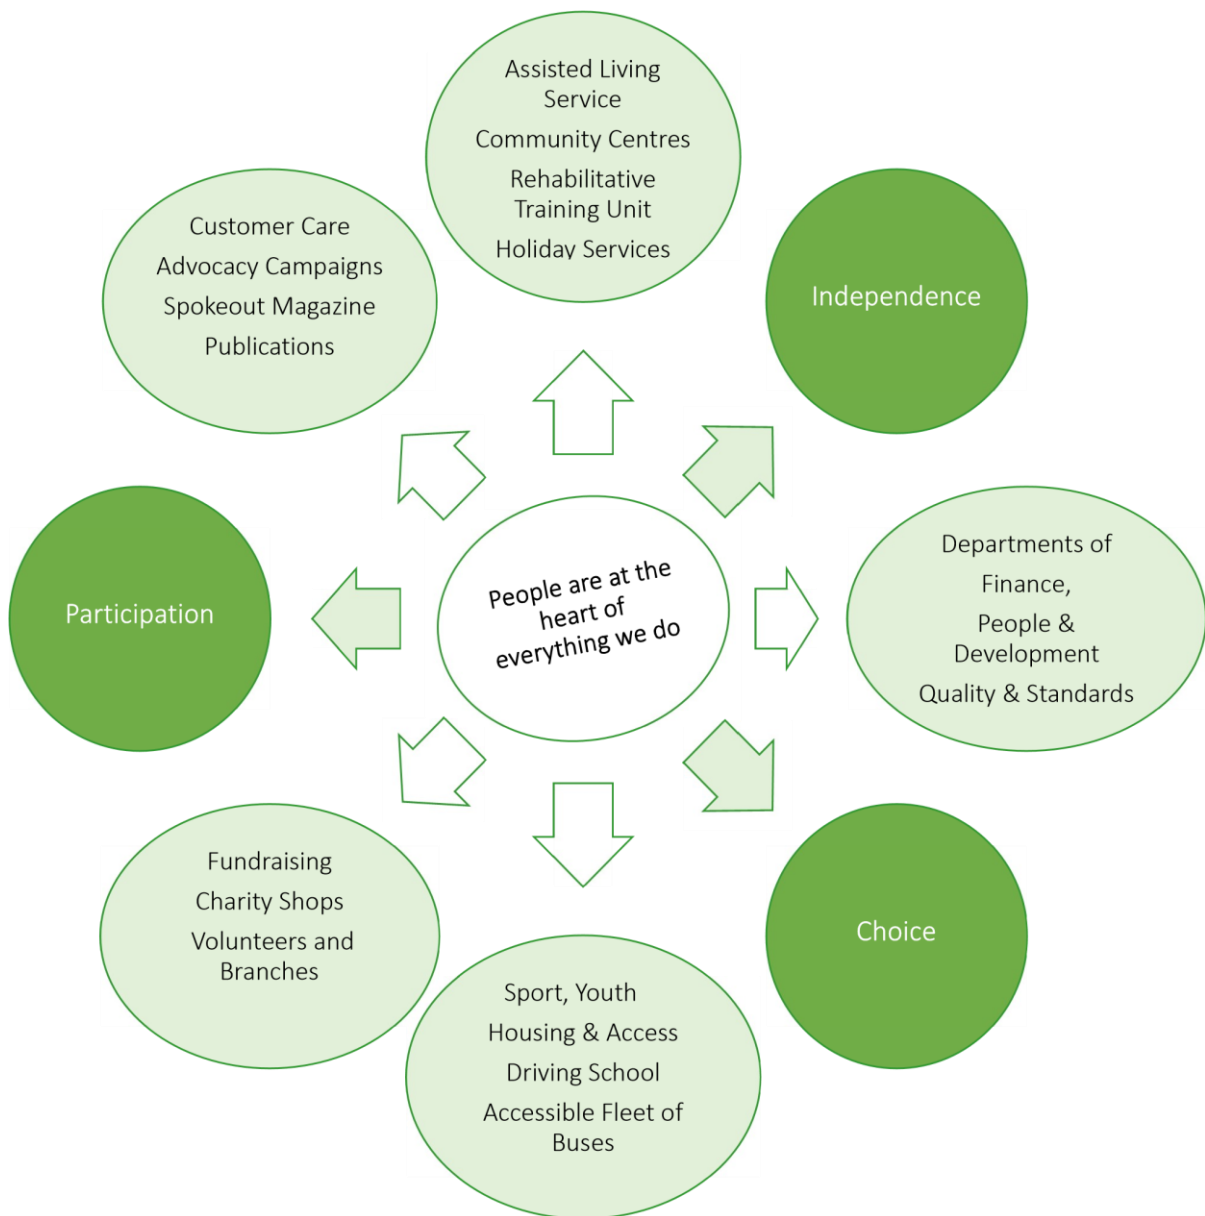 Assisted Living
Service
Community Centres
Rehabilitative
Training Unit
Holiday Services
Independence
Departments of
Finance,
People &
Development
Quality & Standards
Choice
Sport, Youth
Housing & Access
Driving School
Accessible Fleet of
Buses
Fundraising
Charity Shops
Volunteers and
Branches
Participation
Customer Care
Advocacy Campaigns
Spokeout Magazine
Publications
People are at the
heart of
everything we do